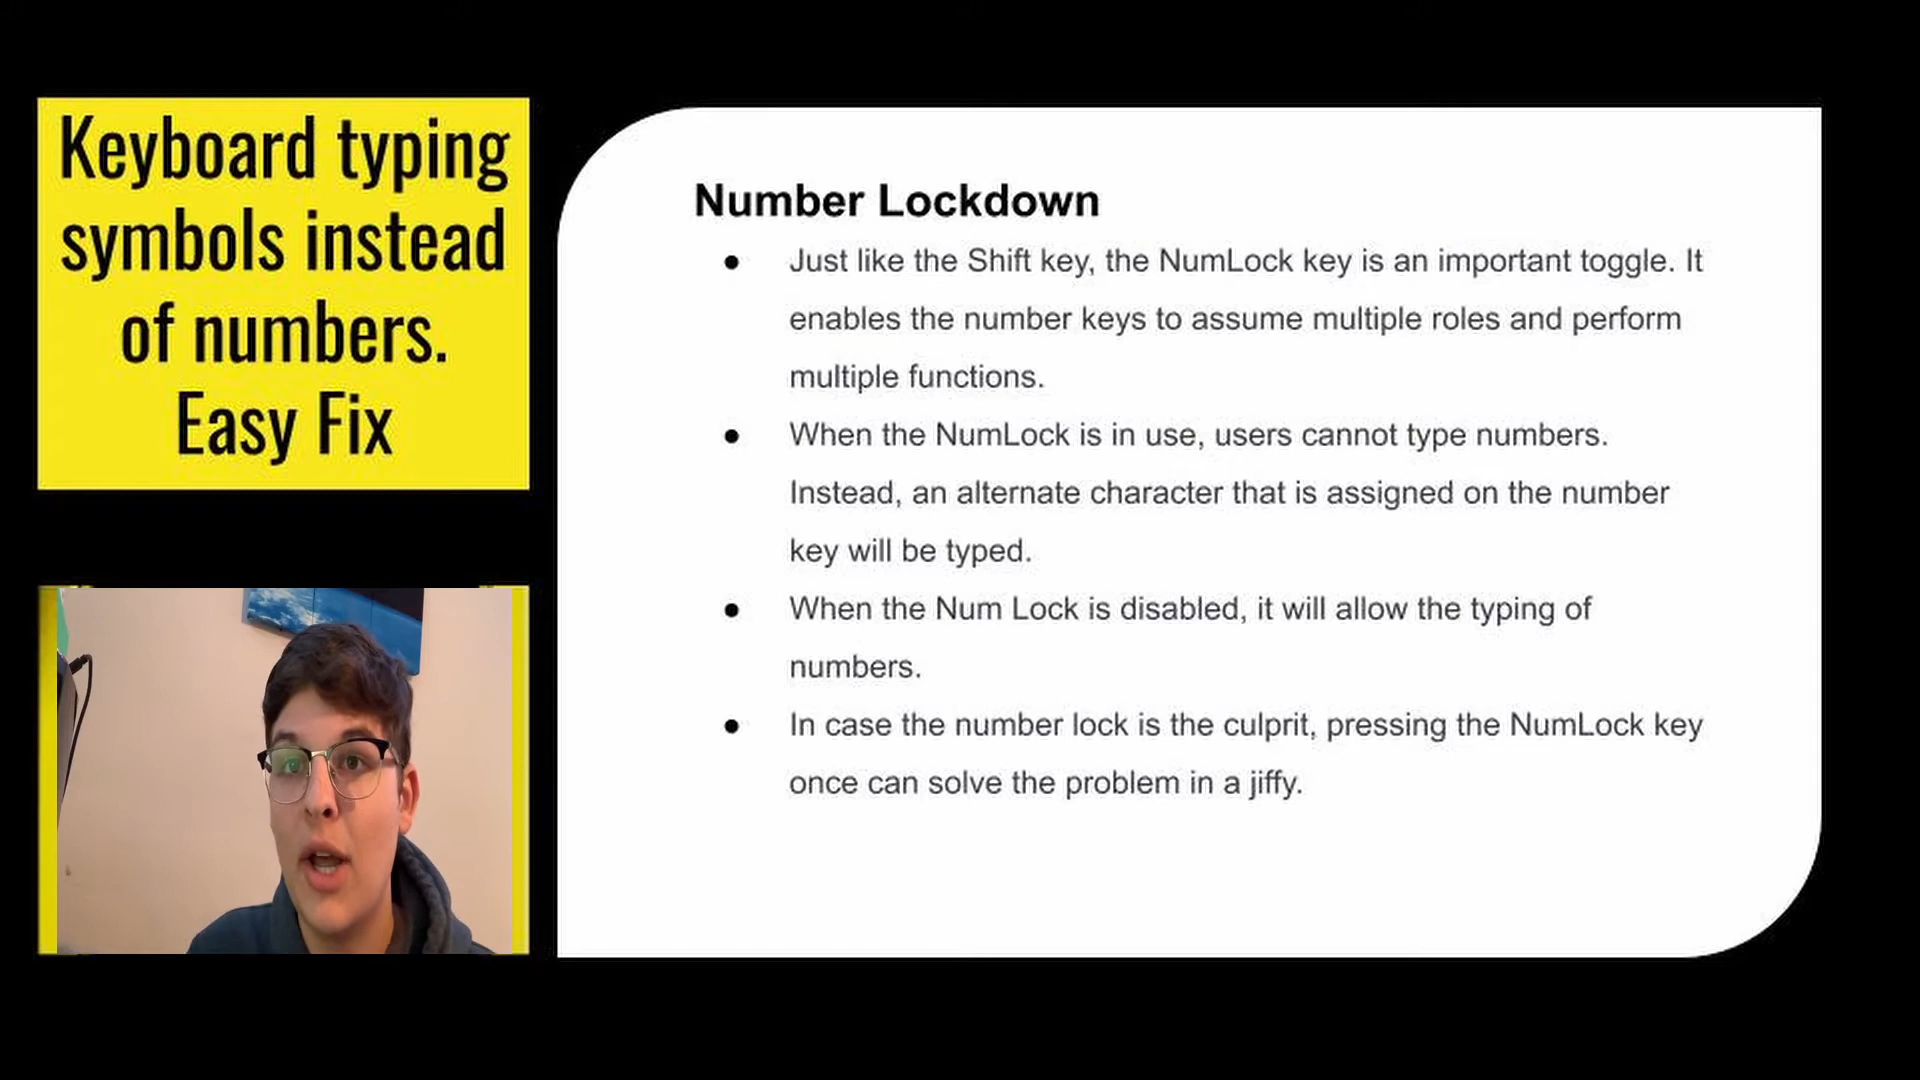 Keyboard typing
symbols instead
of numbers.
Easy Fix
Number Lockdown
● Just like the Shift key, the NumLock key is an important toggle. It
enables the number keys to assume multiple roles and perform
multiple functions.
● When the NumLock is in use, users cannot type numbers.
Instead, an alternate character that is assigned on the number
key will be typed.
● When the Num Lock is disabled, it will allow the typing of
numbers.
● In case the number lock is the culprit, pressing the NumLock key
once can solve the problem in a jiffy.